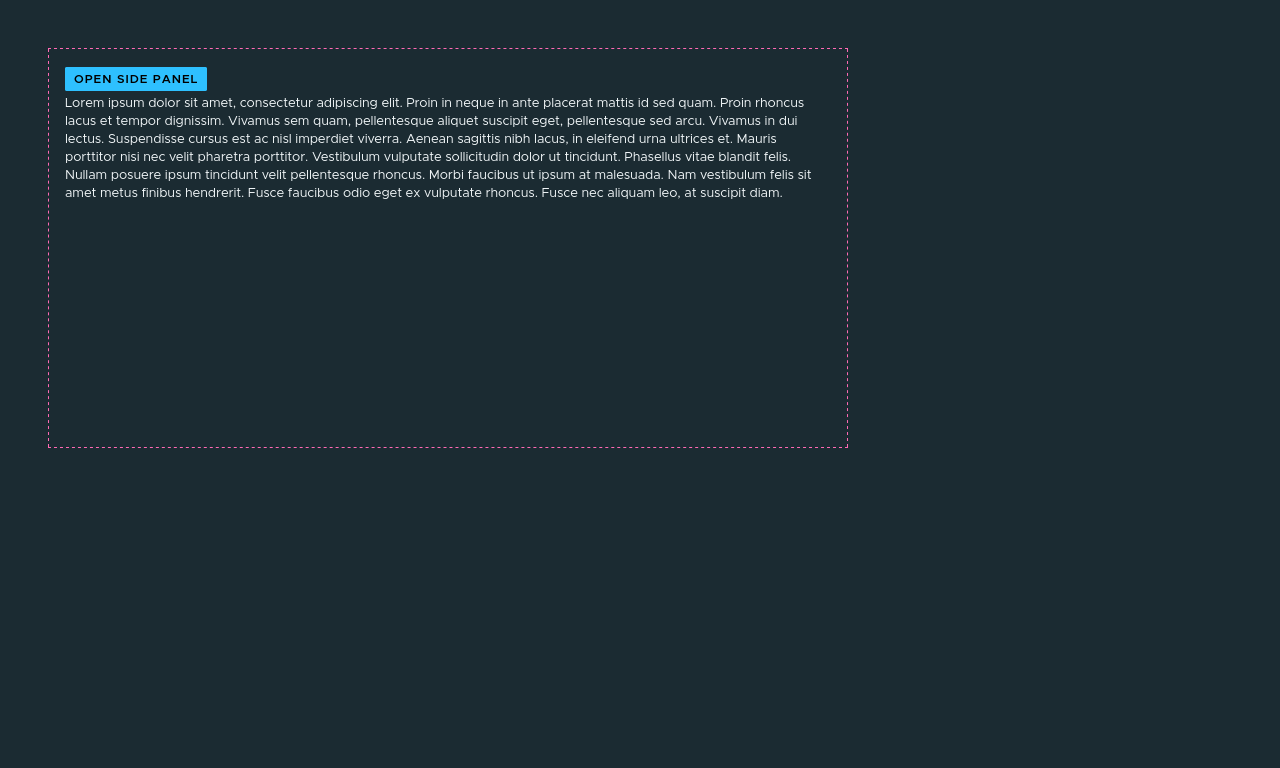 OPEN SIDE PANEL
Lorem ipsum dolor sit amet, consectetur adipiscing elit. Proin in neque in ante placerat mattis id sed quam. Proin rhoncus
lacus et tempor dignissim. Vivamus sem quam, pellentesque aliquet suscipit eget, pellentesque sed arcu. Vivamus in dui
lectus. Suspendisse cursus est ac nisl imperdiet viverra. Aenean sagittis nibh lacus, in eleifend urna ultrices et. Mauris
porttitor nisi nec velit pharetra porttitor. Vestibulum vulputate sollicitudin dolor ut tincidunt. Phasellus vitae blandit felis.
Nullam posuere ipsum tincidunt velit pellentesque rhoncus. Morbi faucibus ut ipsum at malesuada. Nam vestibulum felis sit
amet metus finibus hendrerit. Fusce faucibus odio eget ex vulputate rhoncus. Fusce nec aliquam leo, at suscipit diam.